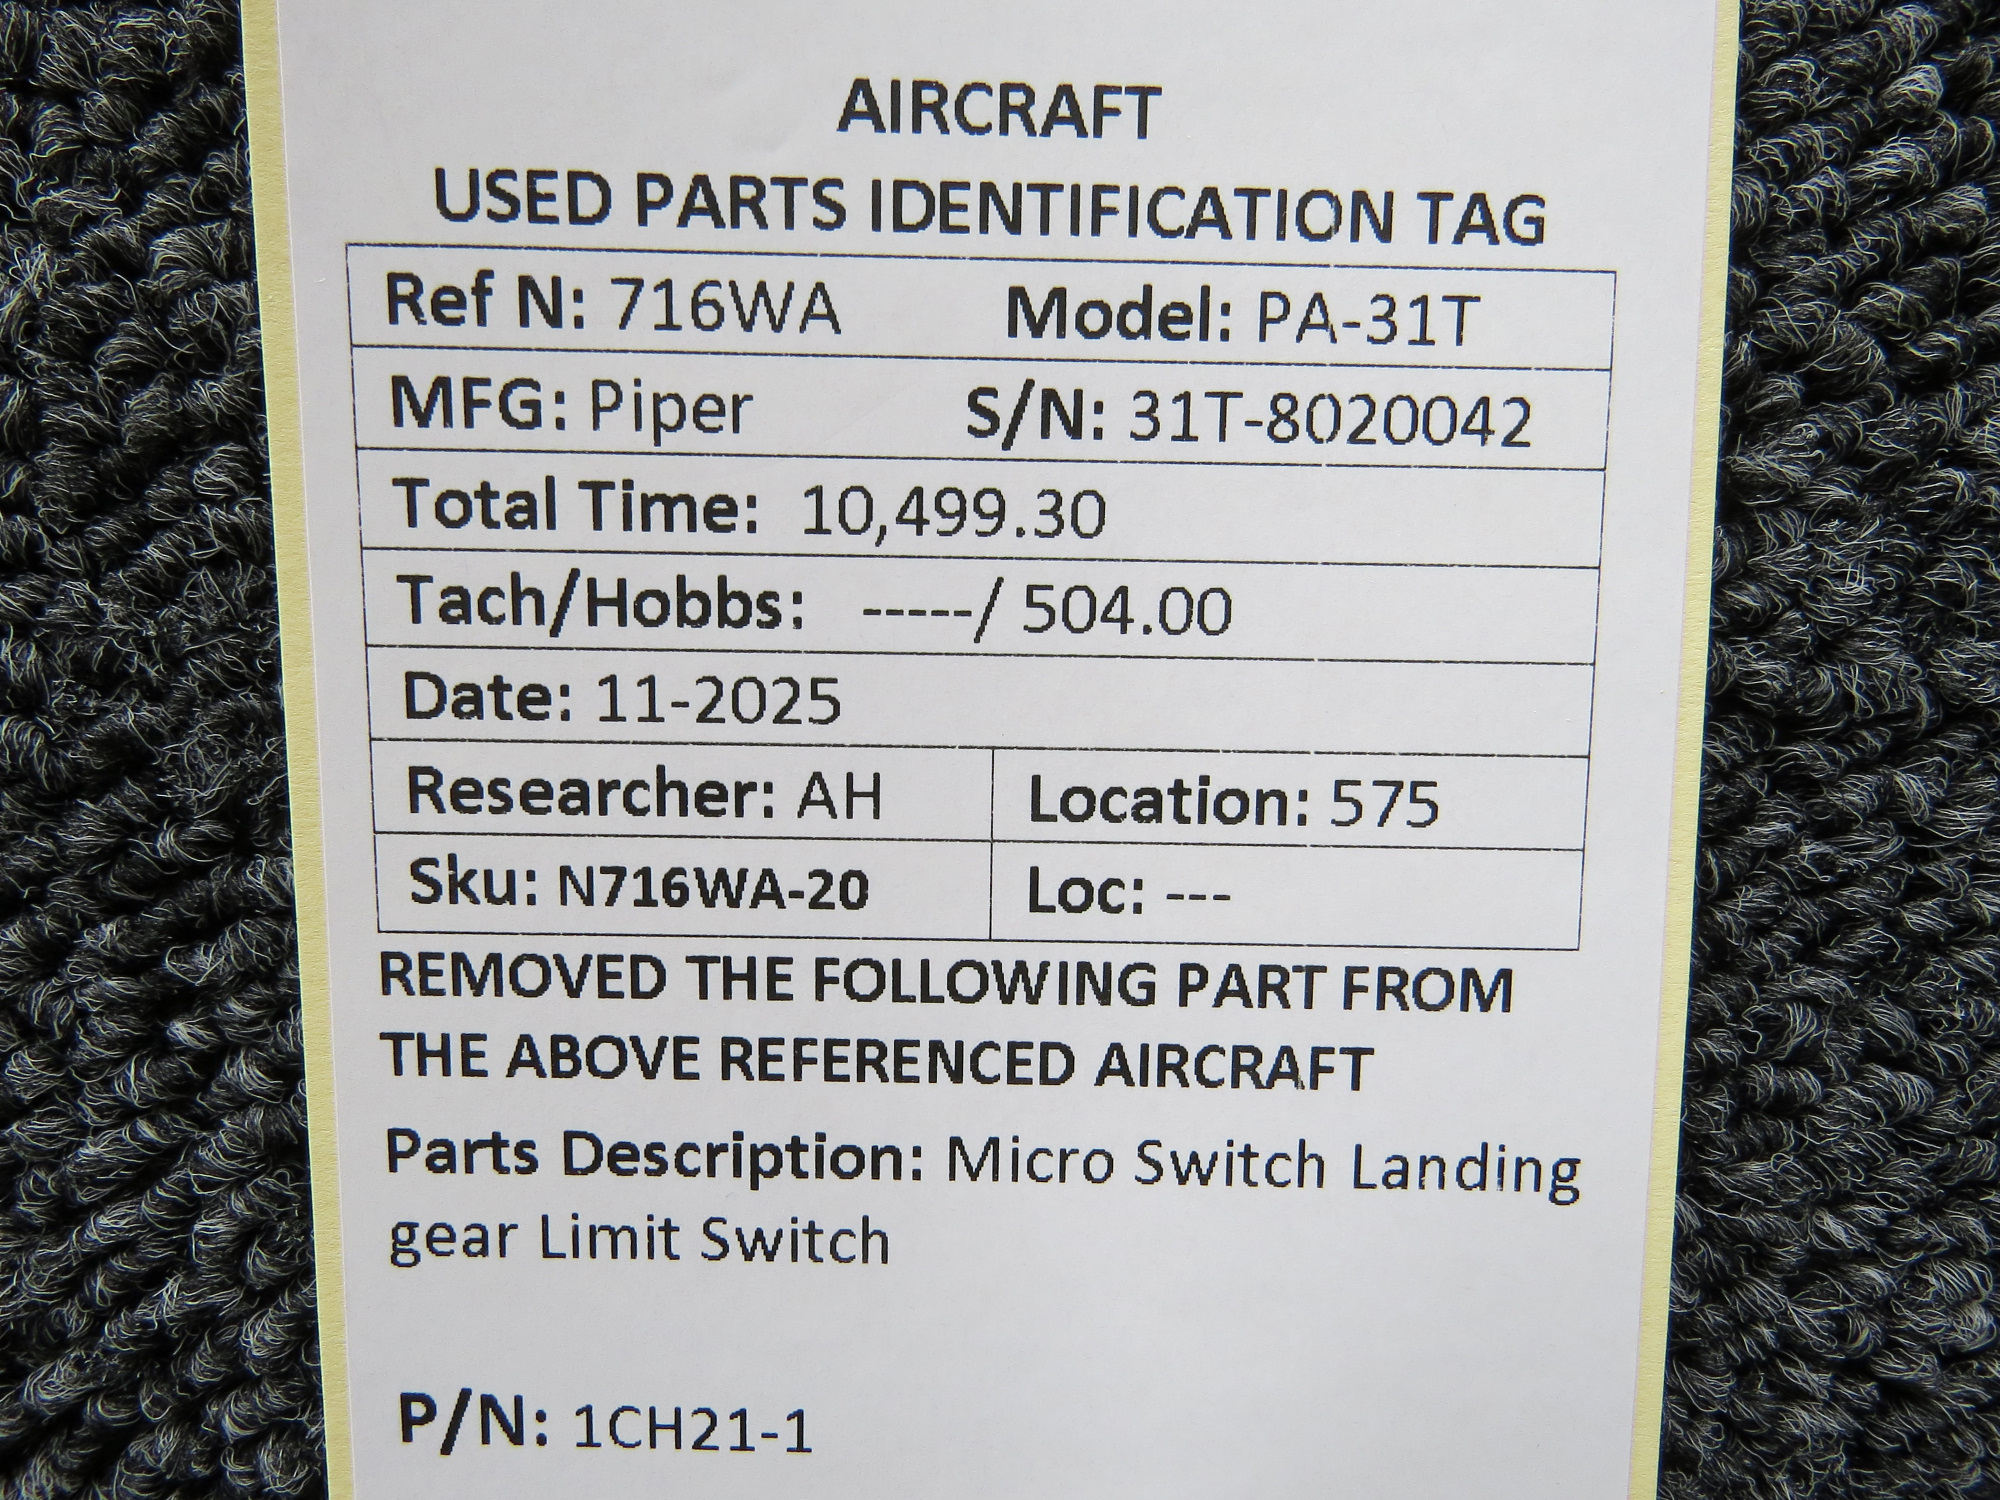 AIRCRAFT
USED PARTS IDENTIFICATION TAG
Ref N: 716WA Model: PA-31T
MFG: Piper S/N: 31T-8020042
Total Time: 10,499.30
Tach/Hobbs: -----/ 504.00
Date: 11-2025
Researcher: AH Location: 575
Sku: N716WA-20 Loc: ---
REMOVED THE FOLLOWING PART FROM
THE ABOVE REFERENCED AIRCRAFT
Parts Description: Micro Switch Landing
gear Limit Switch
P/N: 1CH21-1